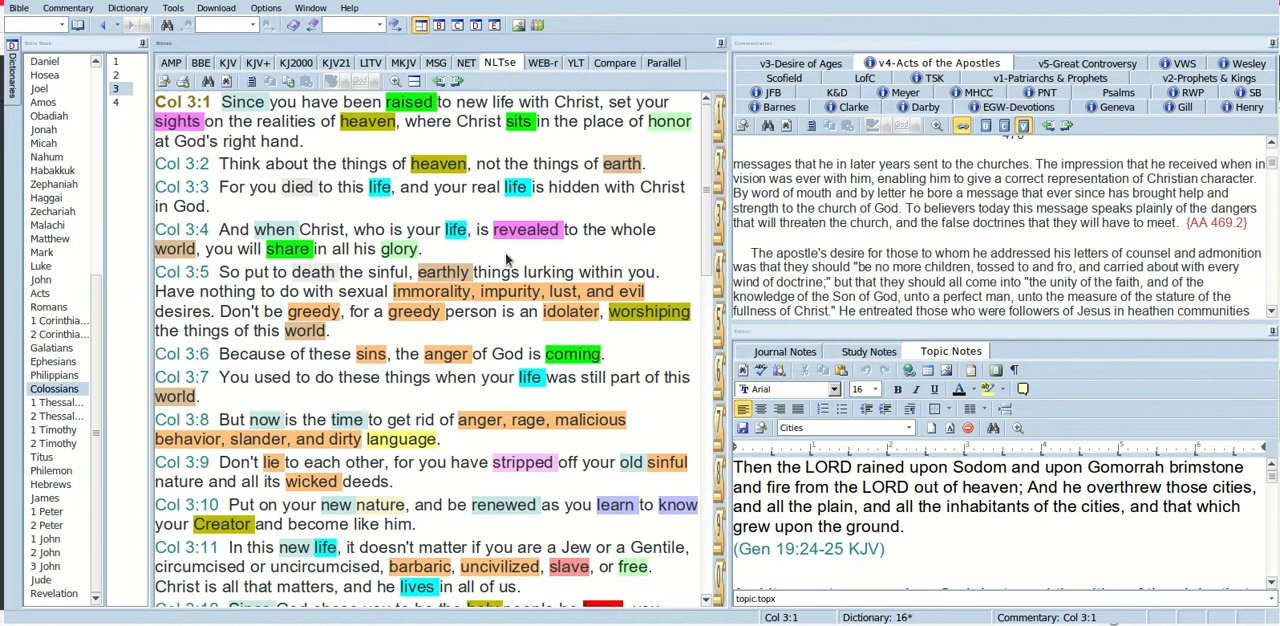 Bible Commentary Dictionary Tools Download Options Window Help
B C D E
D Dictionaries
Bible Book:
Daniel
Hosea
Joel
Amos
Obadiah
Jonah
Micah
Nahum
Habakkuk
Zephaniah
Haggai
Zechariah
Malachi
Matthew
Mark
Luke
John
Acts
Romans
1 Corinthia...
2 Corinthia...
Galatians
Ephesians
Philippians
Colossians
1 Thessal...
2 Thessal...
1 Timothy
2 Timothy
Titus
Philemon
Hebrews
James
1 Peter
2 Peter
1 John
2 John
3 John
Jude
Revelation
1
2
3
4
Bibles
AMP BBE KJV KJV+ KJ2000 KJV21 LITV MKJV MSG NET NLTse WEB-r YLT Compare Parallel
Col 3:1 Since you have been raised to new life with Christ, set your
sights on the realities of heaven, where Christ sits in the place of honor
at God's right hand.
Col 3:2 Think about the things of heaven, not the things of earth.
Col 3:3 For you died to this life, and your real life is hidden with Christ
in God.
Col 3:4 And when Christ, who is your life, is revealed to the whole
world, you will share in all his glory.
Col 3:5 So put to death the sinful, earthly things lurking within you.
Have nothing to do with sexual immorality, impurity, lust, and evil
desires. Don't be greedy, for a greedy person is an idolater, worshiping
the things of this world.
Col 3:6 Because of these sins, the anger of God is coming.
Col 3:7 You used to do these things when your life was still part of this
world.
Col 3:8 But now is the time to get rid of anger, rage, malicious
behavior, slander, and dirty language.
Col 3:9 Don't lie to each other, for you have stripped off your old sinful
nature and all its wicked deeds.
Col 3:10 Put on your new nature, and be renewed as you learn to know
your Creator and become like him.
Col 3:11 In this new life, it doesn't matter if you are a Jew or a Gentile,
circumcised or uncircumcised, barbaric, uncivilized, slave, or free.
Christ is all that matters, and he lives in all of us.
Commentaries
v3-Desire of Ages v4-Acts of the Apostles v5-Great Controversy VWS Wesley
Scofield LofC TSK v1-Patriarchs & Prophets v2-Prophets & Kings
JFB K&D Meyer MHCC PNT Psalms RWP SB
Barnes Clarke Darby EGW-Devotions Geneva Gill Henry
messages that he in later years sent to the churches. The impression that he received when in
vision was ever with him, enabling him to give a correct representation of Christian character.
By word of mouth and by letter he bore a message that ever since has brought help and
strength to the church of God. To believers today this message speaks plainly of the dangers
that will threaten the church, and the false doctrines that they will have to meet. {AA 469.2}
The apostle's desire for those to whom he addressed his letters of counsel and admonition
was that they should "be no more children, tossed to and fro, and carried about with every
wind of doctrine;" but that they should all come into "the unity of the faith, and of the
knowledge of the Son of God, unto a perfect man, unto the measure of the stature of the
fullness of Christ." He entreated those who were followers of Jesus in heathen communities
Editor:
Journal Notes Study Notes Topic Notes
Arial 16 B I U A
Cities
1 2 3 4 5 6
Then the LORD rained upon Sodom and upon Gomorrah brimstone
and fire from the LORD out of heaven; And he overthrew those cities,
and all the plain, and all the inhabitants of the cities, and that which
grew upon the ground.
(Gen 19:24-25 KJV)
topic.topx
Col 3:1 Dictionary: 16* Commentary: Col 3:1